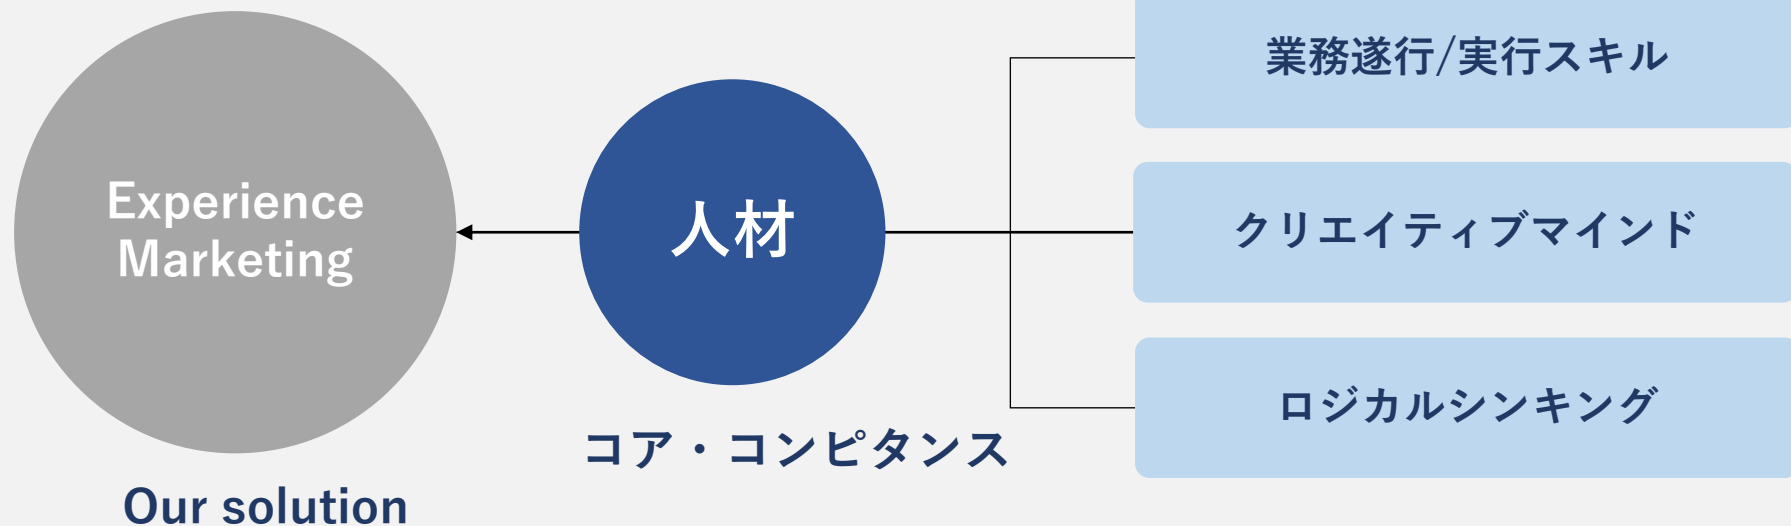 Experience
Marketing
Our solution
人材
コア・コンピタンス
業務遂行/実行スキル
クリエイティブマインド
ロジカルシンキング